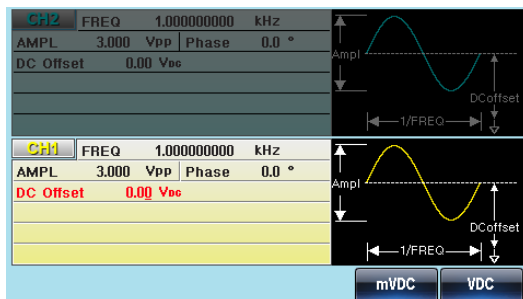 CH2 FREQ 1.000000000 kHz
AMPL 3.000 Vpp Phase 0.0 °
DC Offset 0.00 VDC
Ampl
DCoffset
1/FREQ
CH1 FREQ 1.000000000 kHz
AMPL 3.000 Vpp Phase 0.0 °
DC Offset 0.00 VDC
Ampl
DCoffset
1/FREQ
mVDC VDC